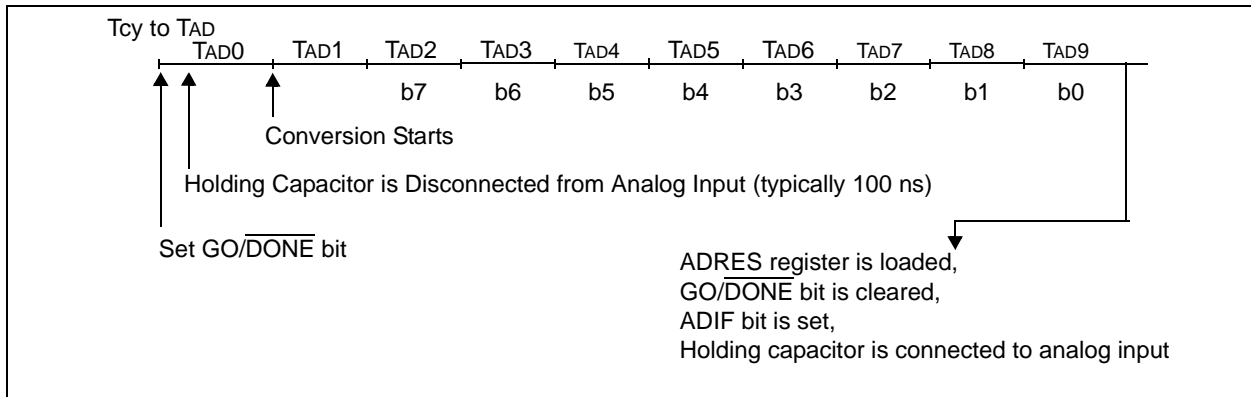 Tcy to TAD
TAD0 TAD1 TAD2 TAD3 TAD4 TAD5 TAD6 TAD7 TAD8 TAD9
b7 b6 b5 b4 b3 b2 b1 b0
Conversion Starts
Holding Capacitor is Disconnected from Analog Input (typically 100 ns)
Set GO/DONE bit
ADRES register is loaded,
GO/DONE bit is cleared,
ADIF bit is set,
Holding capacitor is connected to analog input